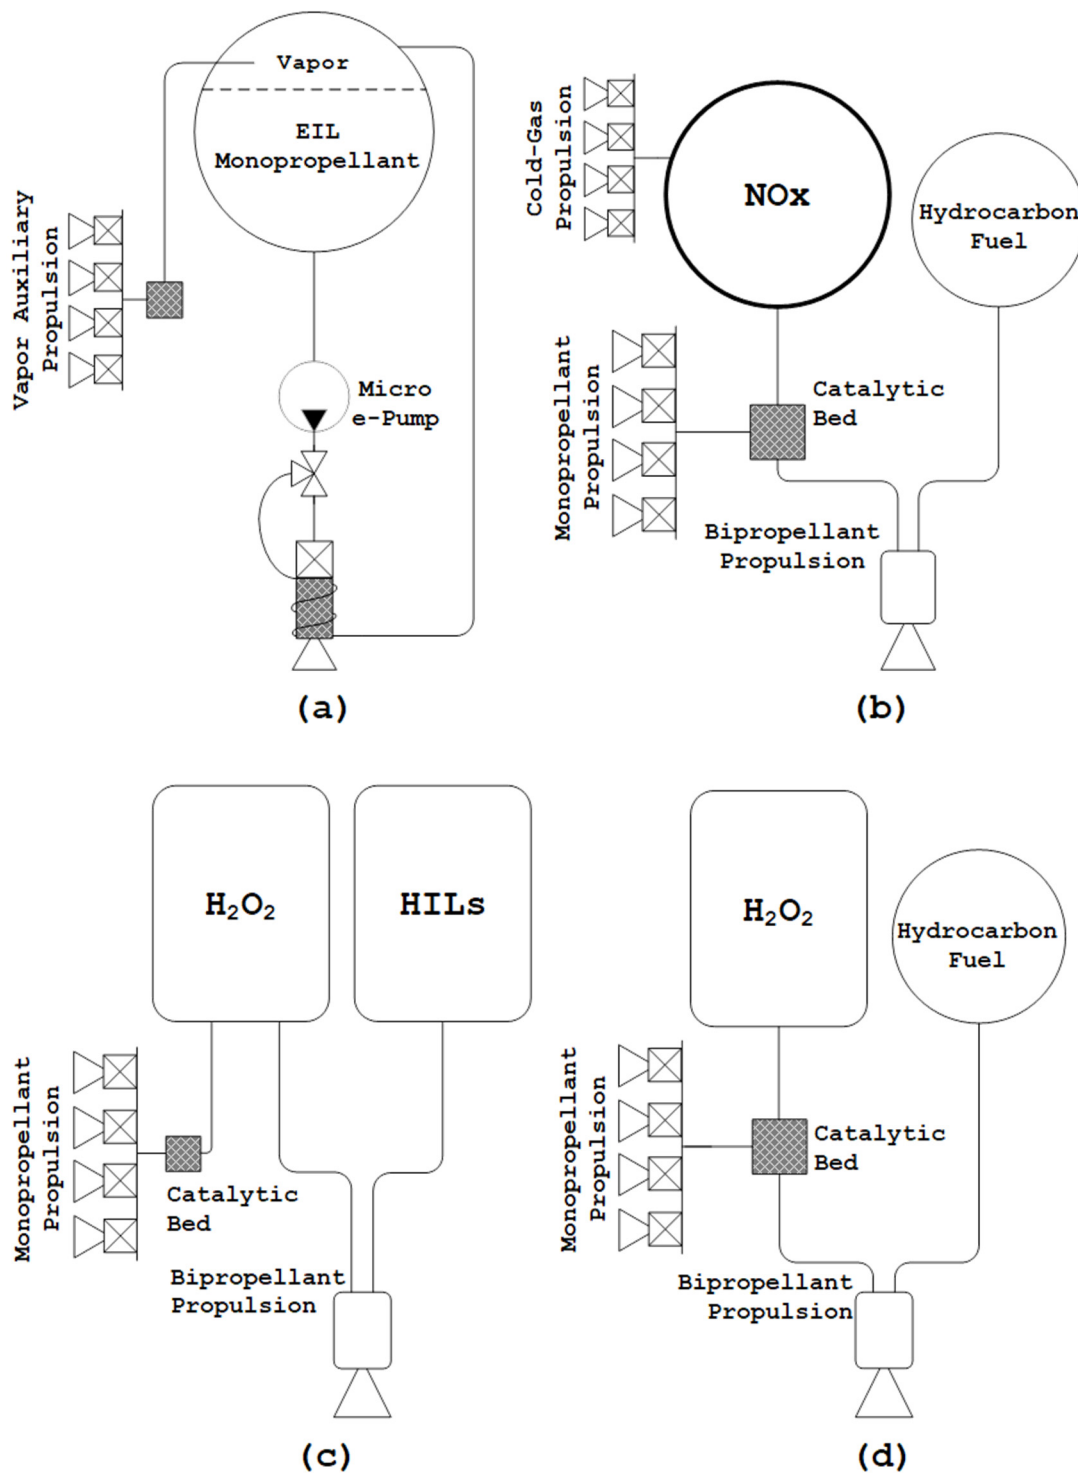 Vapor
EIL
Monopropellant
Vapor Auxiliary
Propulsion
Micro
e-Pump
(a)
Cold-Gas
Propulsion
NOx
Hydrocarbon
Fuel
Monopropellant
Propulsion
Catalytic
Bed
Bipropellant
Propulsion
(b)
H₂O₂
HILs
Monopropellant
Propulsion
Catalytic
Bed
Bipropellant
Propulsion
(c)
H₂O₂
Hydrocarbon
Fuel
Monopropellant
Propulsion
Catalytic
Bed
Bipropellant
Propulsion
(d)